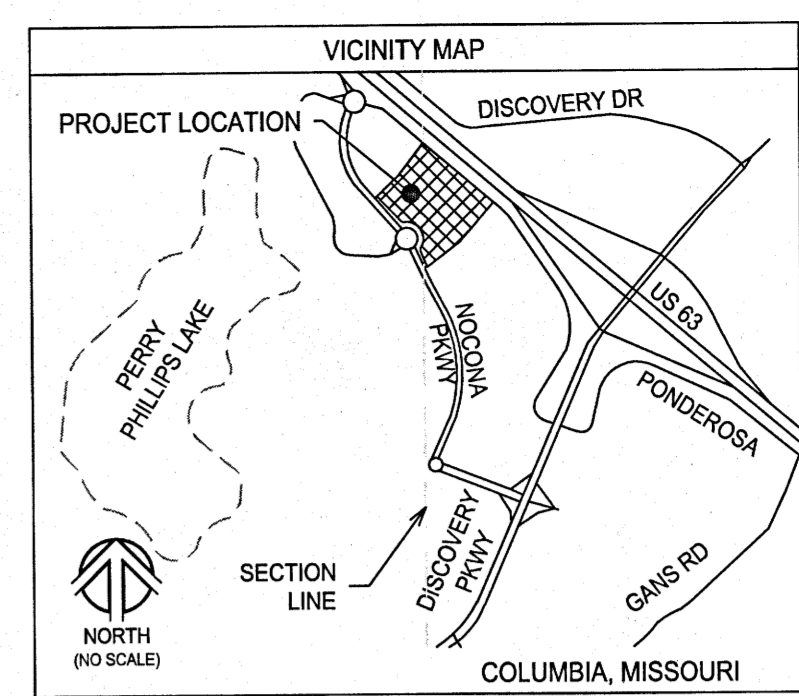 VICINITY MAP
DISCOVERY DR
PROJECT LOCATION
US 63
NOCONA
PKWY
PERRY
PHILLIPS LAKE
PONDEROSA
DISCOVERY
PKWY
SECTION
LINE
GANS RD
NORTH
(NO SCALE)
COLUMBIA, MISSOURI